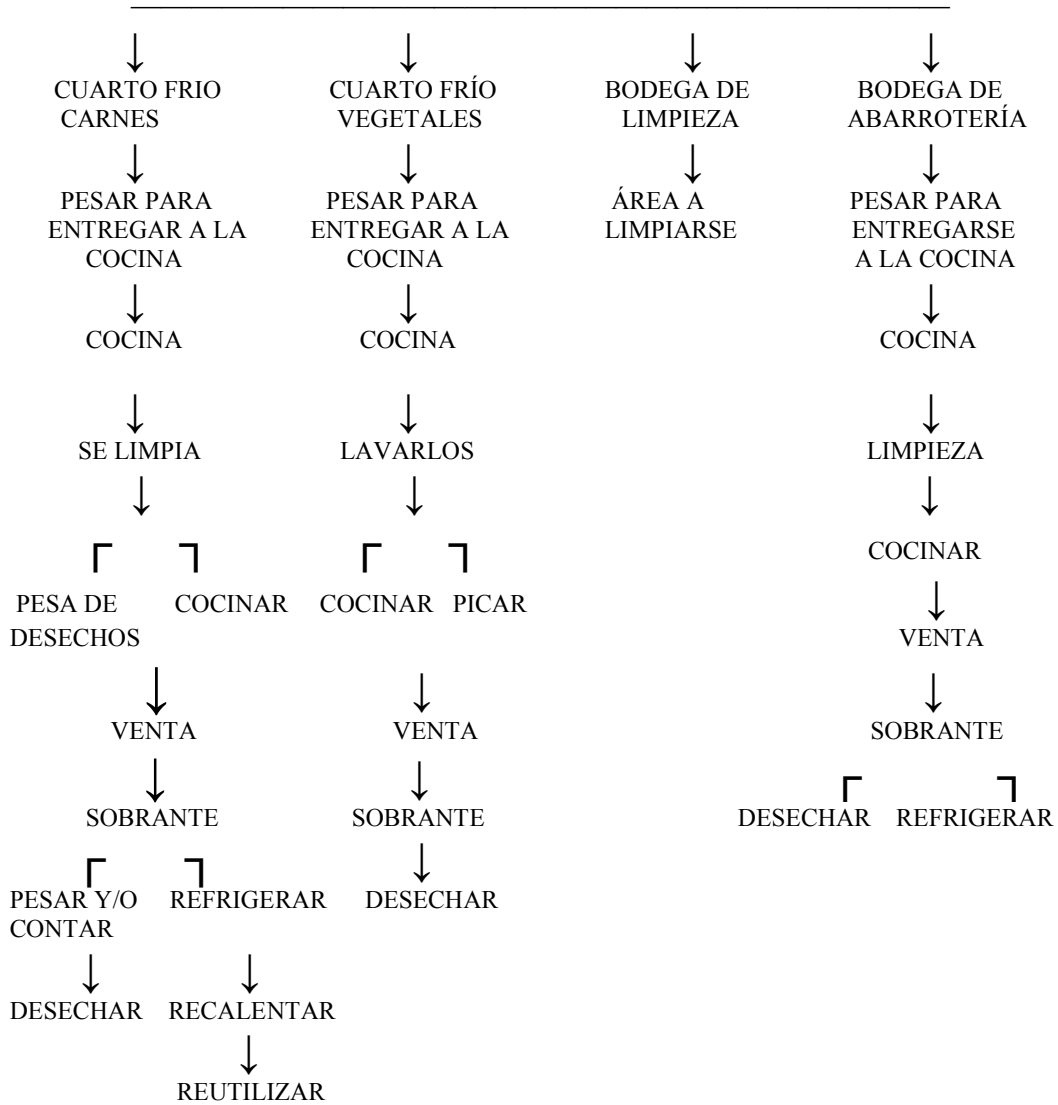 CUARTO FRIO CUARTO FRÍO BODEGA DE BODEGA DE
CARNES VEGETALES LIMPIEZA ABARROTERÍA
PESAR PARA PESAR PARA ÁREA A PESAR PARA
ENTREGAR A LA ENTREGAR A LA LIMPIARSE ENTREGARSE
COCINA COCINA A LA COCINA
COCINA COCINA COCINA
SE LIMPIA LAVARLOS LIMPIEZA
COCINAR
PESA DE COCINAR COCINAR PICAR
DESECHOS VENTA
VENTA VENTA SOBRANTE
SOBRANTE SOBRANTE DESECHAR REFRIGERAR
PESAR Y/O REFRIGERAR DESECHAR
CONTAR
DESECHAR RECALENTAR
REUTILIZAR